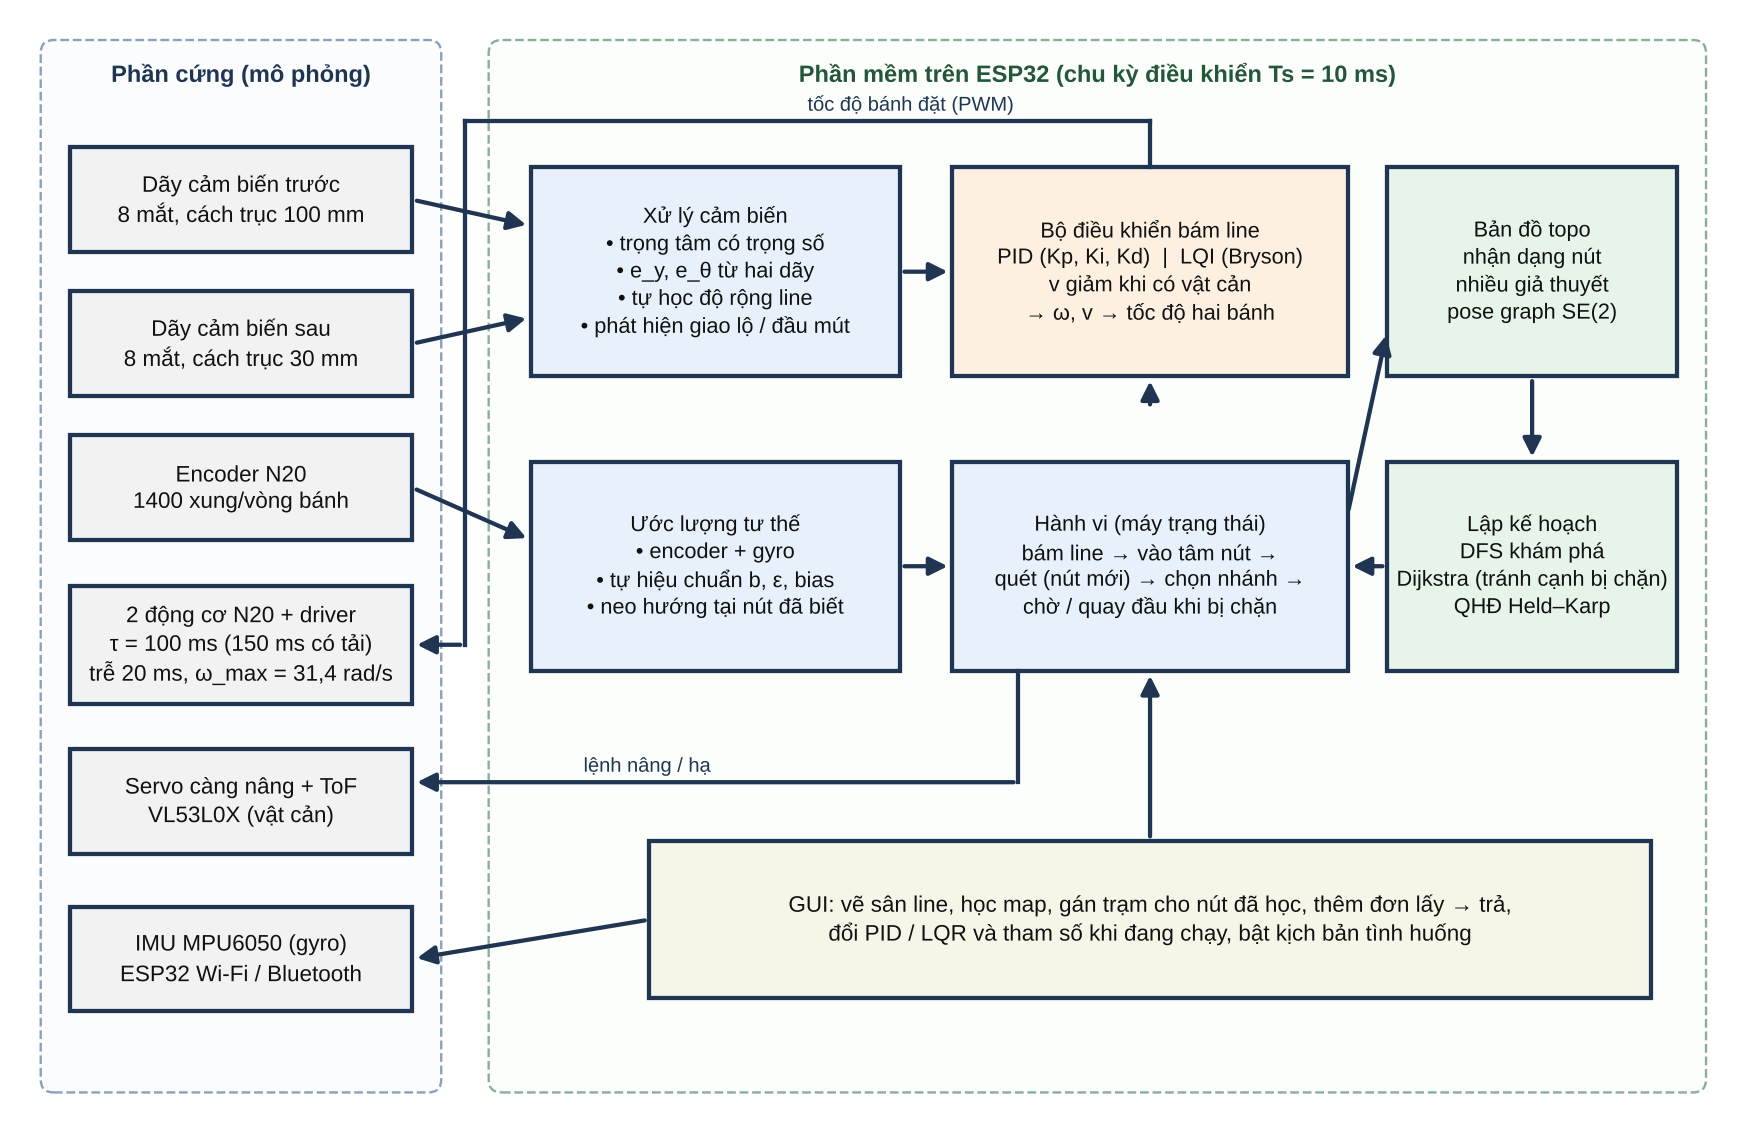 Phần cứng (mô phỏng)
Dãy cảm biến trước
8 mắt, cách trục 100 mm
Dãy cảm biến sau
8 mắt, cách trục 30 mm
Encoder N20
1400 xung/vòng bánh
2 động cơ N20 + driver
τ = 100 ms (150 ms có tải)
trễ 20 ms, ω_max = 31,4 rad/s
Servo càng nâng + ToF
VL53L0X (vật cản)
IMU MPU6050 (gyro)
ESP32 Wi-Fi / Bluetooth
Phần mềm trên ESP32 (chu kỳ điều khiển Ts = 10 ms)
tốc độ bánh đặt (PWM)
Xử lý cảm biến
• trọng tâm có trọng số
• e_y, e_θ từ hai dãy
• tự học độ rộng line
• phát hiện giao lộ / đầu mút
Bộ điều khiển bám line
PID (Kp, Ki, Kd) | LQI (Bryson)
v giảm khi có vật cản
→ ω, v → tốc độ hai bánh
Bản đồ topo
nhận dạng nút
nhiều giả thuyết
pose graph SE(2)
Ước lượng tư thế
• encoder + gyro
• tự hiệu chuẩn b, ε, bias
• neo hướng tại nút đã biết
Hành vi (máy trạng thái)
bám line → vào tâm nút →
quét (nút mới) → chọn nhánh →
chờ / quay đầu khi bị chặn
Lập kế hoạch
DFS khám phá
Dijkstra (tránh cạnh bị chặn)
QHĐ Held–Karp
lệnh nâng / hạ
GUI: vẽ sân line, học map, gán trạm cho nút đã học, thêm đơn lấy → trả,
đổi PID / LQR và tham số khi đang chạy, bật kịch bản tình huống